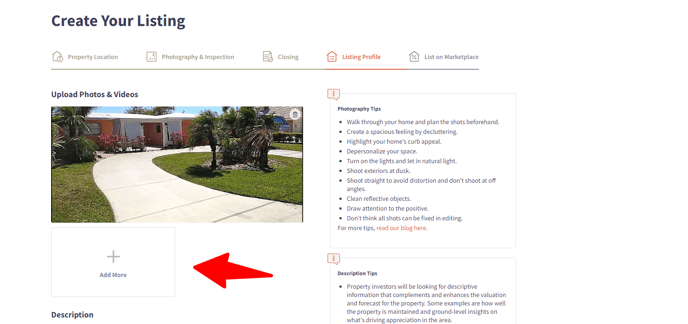 Create Your Listing
Property Location
Photography & Inspection
Closing
Listing Profile
List on Marketplace
Upload Photos & Videos
Add More
Description
Photography Tips
Walk through your home and plan the shots beforehand.
Create a spacious feeling by decluttering.
Highlight your home's curb appeal.
Depersonalize your space.
Turn on the lights and let in natural light.
Shoot exteriors at dusk.
Shoot straight to avoid distortion and don't shoot at off
angles.
Clean reflective objects.
Draw attention to the positive.
Don't think all shots can be fixed in editing.
For more tips, read our blog here.
Description Tips
Property investors will be looking for descriptive
information that complements and enhances the valuation
and forecast for the property. Some examples are how well
the property is maintained and ground-level insights on
what's driving appreciation in the area.